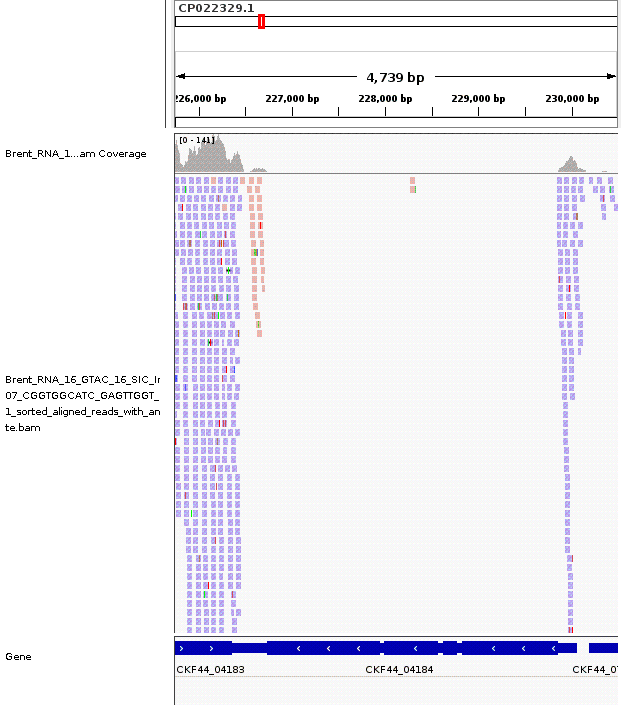 CP022329.1
4,739 bp
226,000 bp 227,000 bp 228,000 bp 229,000 bp 230,000 bp
[0 - 141]
Brent_RNA_1...am Coverage
Brent_RNA_16_GTAC_16_SIC_Ir
07_CGGTGGCATC_GAGTTGGT_
1_sorted_aligned_reads_with_an
te.bam
Gene
CKF44_04183 CKF44_04184 CKF44_0